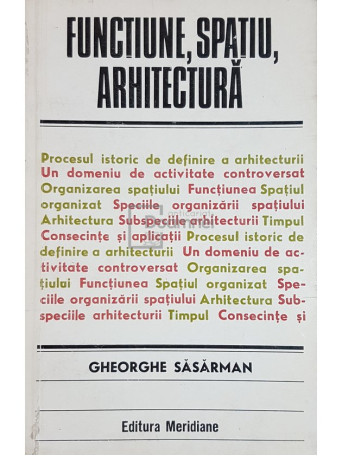 FUNCȚIUNE, SPAȚIU,
ARHITECTURĂ
Procesul istoric de definire a arhitecturii
Un domeniu de activitate controversat
Organizarea spațiului Funcțiunea Spațiul
organizat Speciile organizării spațiului
Arhitectura Subspeciile arhitecturii Timpul
Consecințe și aplicații Procesul istoric de
definire a arhitecturii Un domeniu de ac-
tivitate controversat Organizarea spa-
țiului Funcțiunea Spațiul organizat Spe-
ciile organizării spațiului Arhitectura Sub-
speciile arhitecturii Timpul Consecințe și
GHEORGHE SĂSĂRMAN
Editura Meridiane